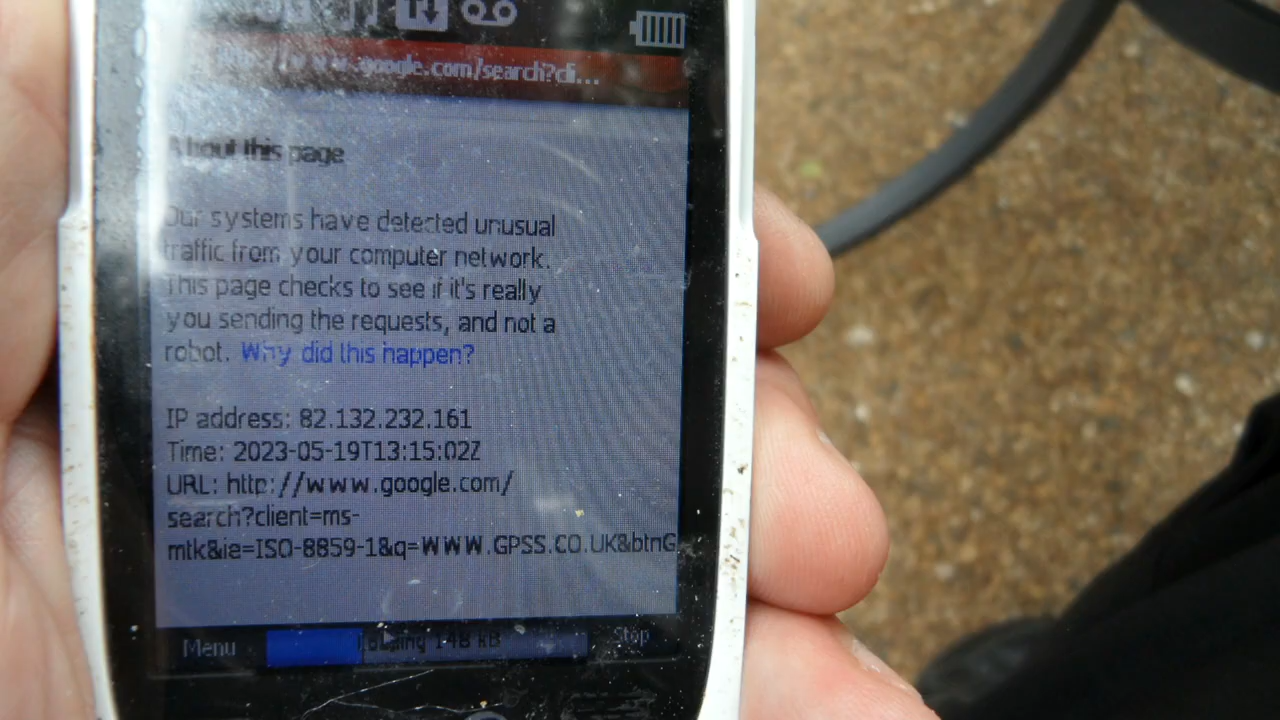 http://www.google.com/search?cli...
About this page
Our systems have detected unusual
traffic from your computer network.
This page checks to see if it's really
you sending the requests, and not a
robot. Why did this happen?
IP address: 82.132.232.161
Time: 2023-05-19T13:15:02Z
URL: http://www.google.com/
search?client=ms-
mtk&ie=ISO-8859-1&q=WWW.GPSS.CO.UK&btnG
Menu Loading 148 kB Stop